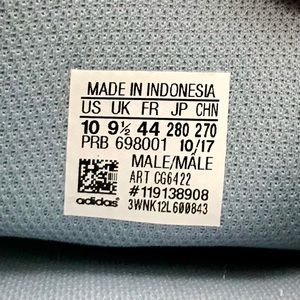 MADE IN INDONESIA
US UK FR JP CHN
10 9½ 44 280 270
PRB 698001 10/17
MALE/MÂLE
ART CG6422
#119138908
adidas 3WNK12L600843